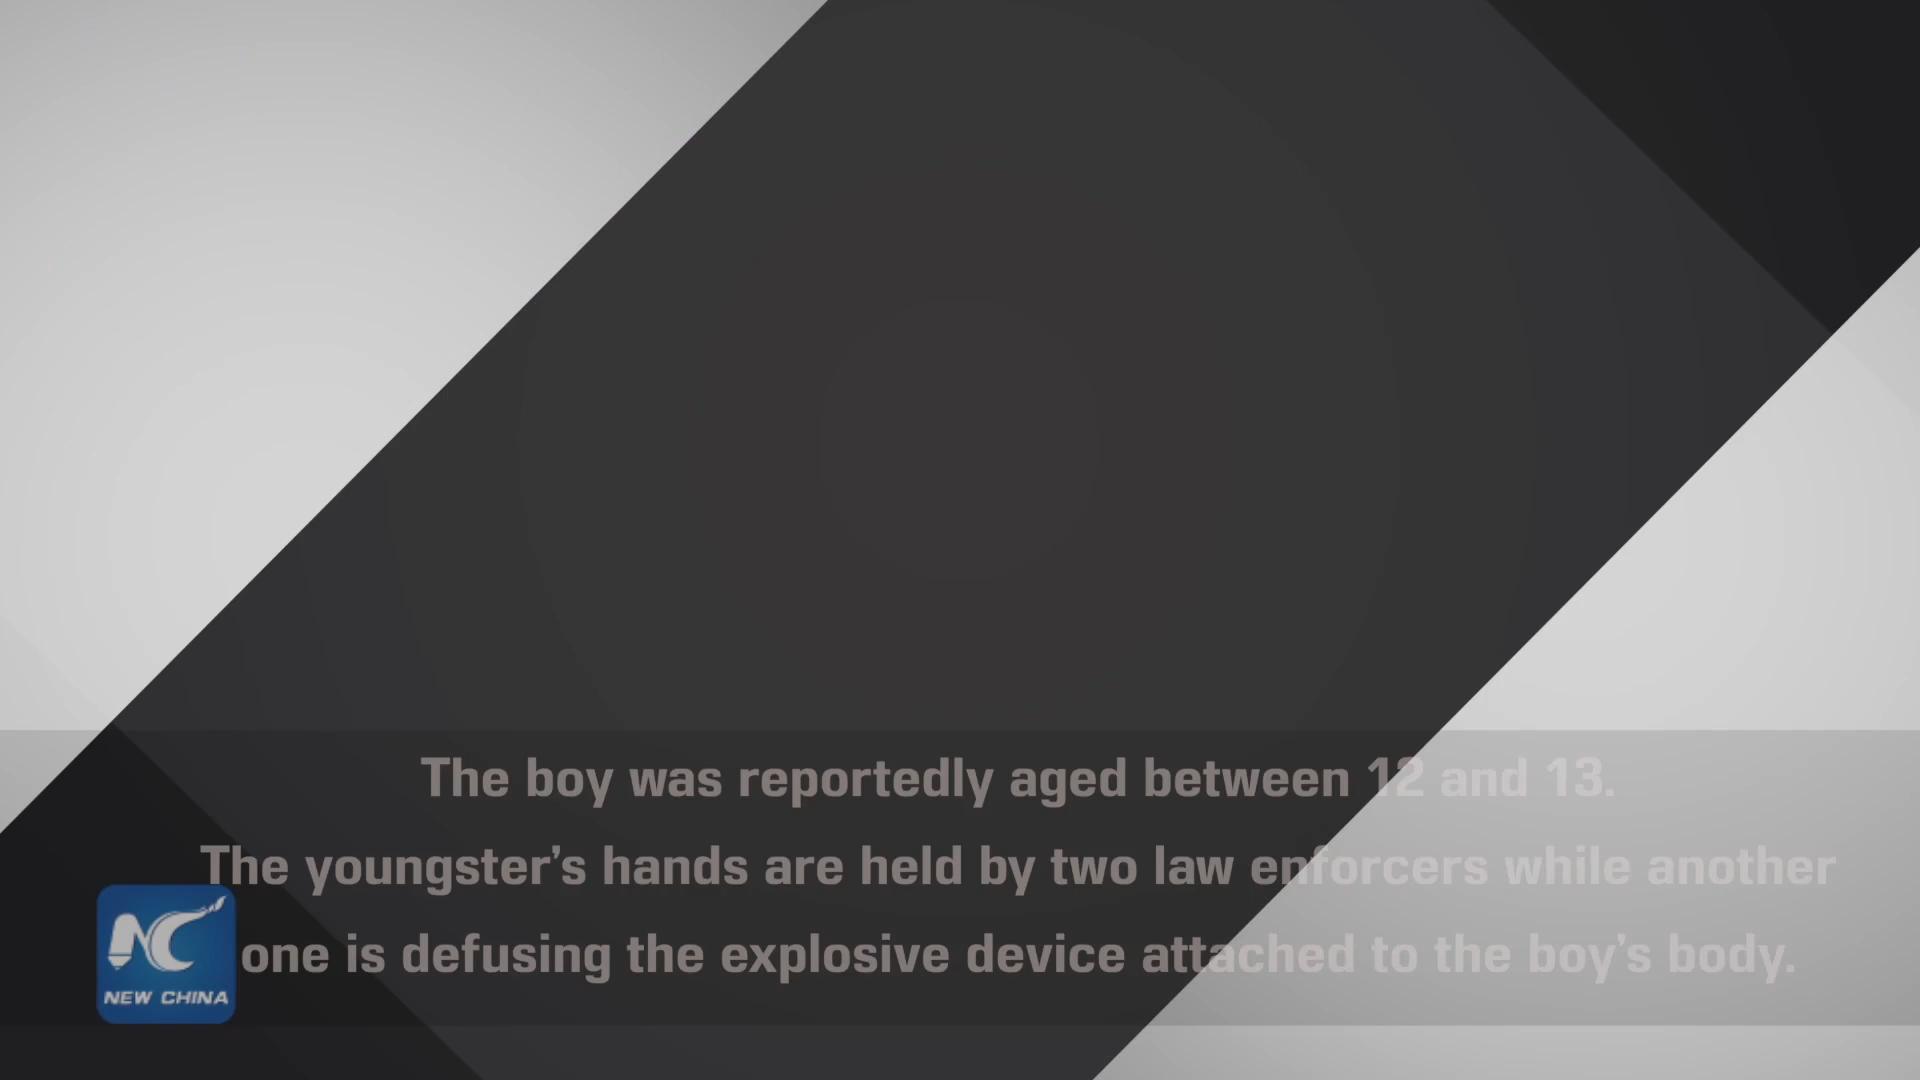 The boy was reportedly aged between 12 and 13.
The youngster's hands are held by two law enforcers while another
one is defusing the explosive device attached to the boy's body.
NC
NEW CHINA